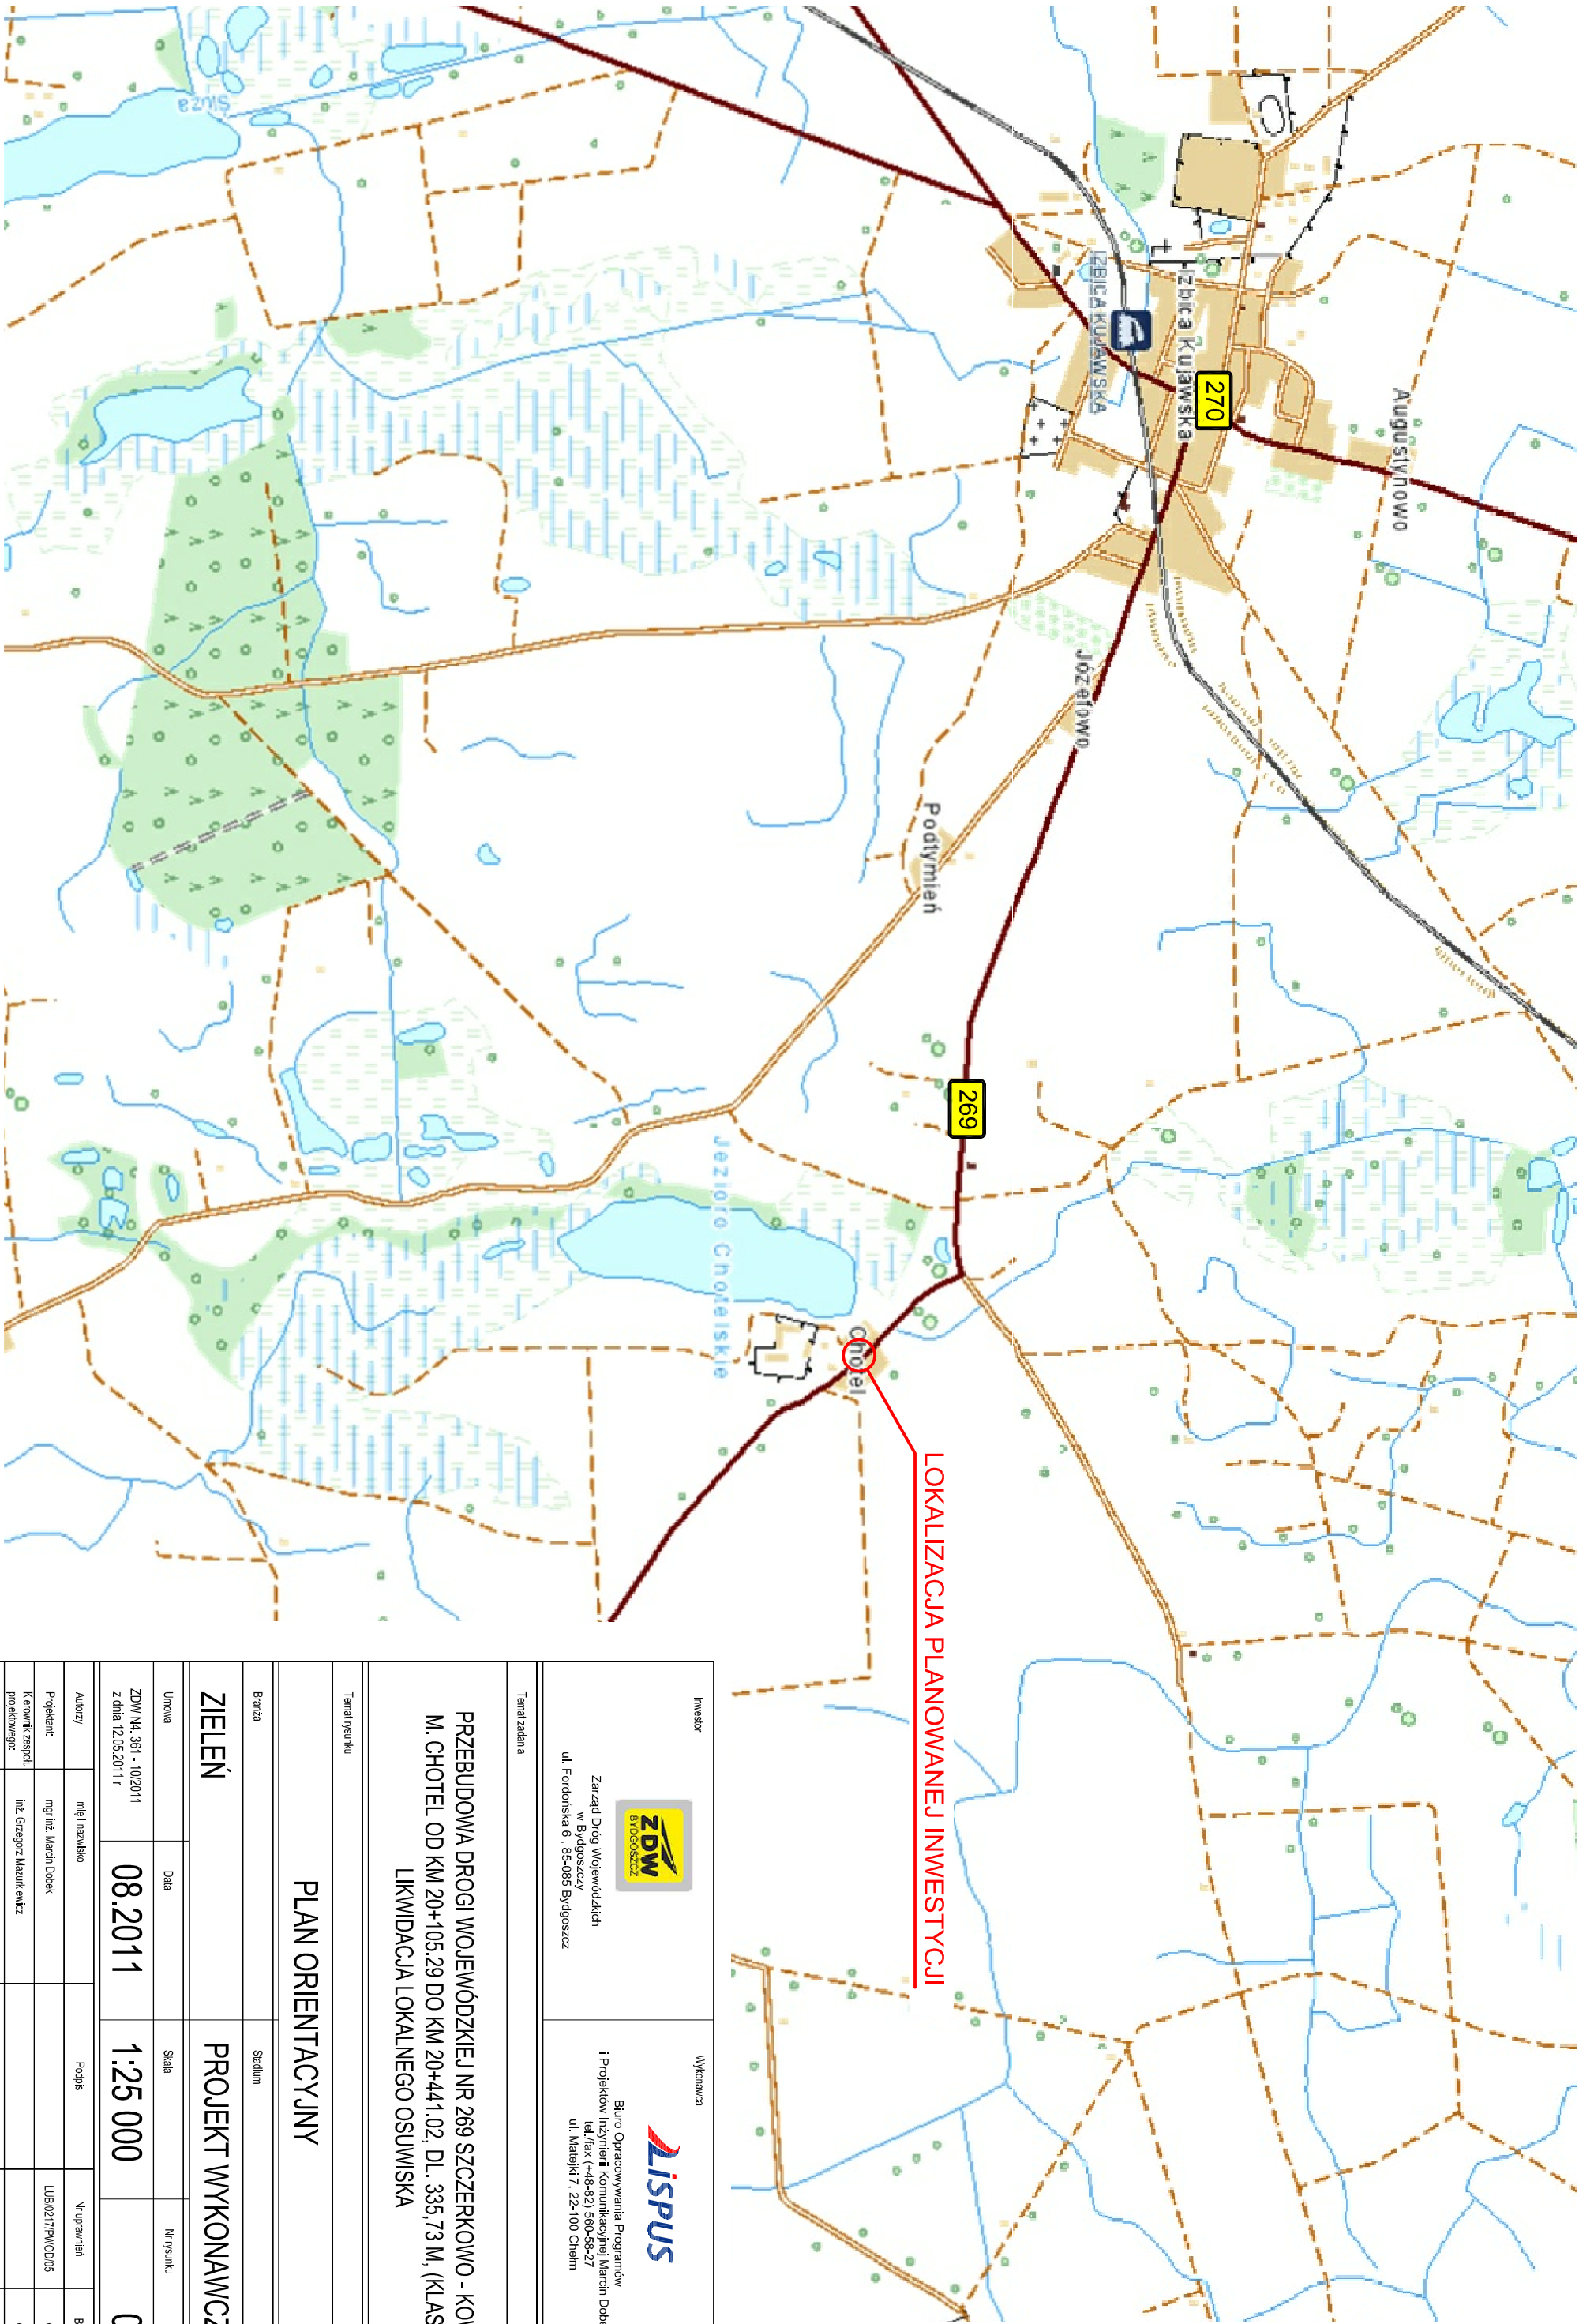 Augustynowo
270
Izbica Kujawska
IZBICA KUJAWSKA
Józefowo
Podtymień
269
Jezioro Chotelskie
Chotel
Śluza
LOKALIZACJA PLANOWANEJ INWESTYCJI
Inwestor
ZDW
BYDGOSZCZ
Zarząd Dróg Wojewódzkich
w Bydgoszczy
ul. Fordońska 6 , 85-085 Bydgoszcz
Wykonawca
LiSPUS
Biuro Opracowywania Programów
i Projektów Inżynierii Komunikacyjnej Marcin
tel./fax (+48-82) 560-58-27
ul. Matejki 7 , 22-100 Chełm
Temat zadania
PRZEBUDOWA DROGI WOJEWÓDZKIEJ NR 269 SZCZERKOWO -
M. CHOTEL OD KM 20+105.29 DO KM 20+441.02, DL. 335,73 M,
LIKWIDACJA LOKALNEGO OSUWISKA
Temat rysunku
PLAN ORIENTACYJNY
Branża
ZIELEŃ
Stadium
PROJEKT WYKONAWCZ
Umowa
ZDW N4. 361 - 10/2011
z dnia 12.05.2011 r
Data
08.2011
Skala
1:25 000
Nr rysunku
Autorzy
Imię i nazwisko
Podpis
Nr uprawnień
Projektant:
mgr inż. Marcin Dobek
LUB/0217/PWOD/05
Kierownik zespołu
projektowego:
inż. Grzegorz Mazurkiewicz